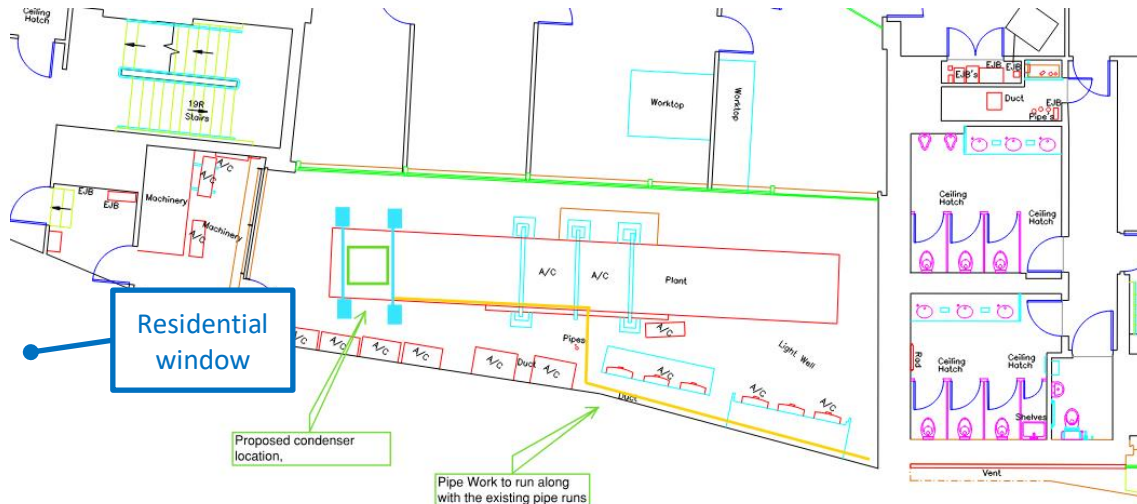 Ceiling
Hatch
19R
Stairs
Worktop
Worktop
EJB's
EJB
EJB
Duct
EJB
Pipe's
Ceiling
Hatch
Ceiling
Hatch
A/C
A/C
Machinery
Machinery
A/C
EJB
EJB
A/C
A/C
Plant
Residential
window
A/C
A/C
A/C
A/C
Duct
A/C
A/C
Pipes
A/C
Light Well
A/C
A/C
A/C
Duct
Rad
Ceiling
Hatch
Ceiling
Hatch
Shelves
Vent
Proposed condenser
location,
Pipe Work to run along
with the existing pipe runs